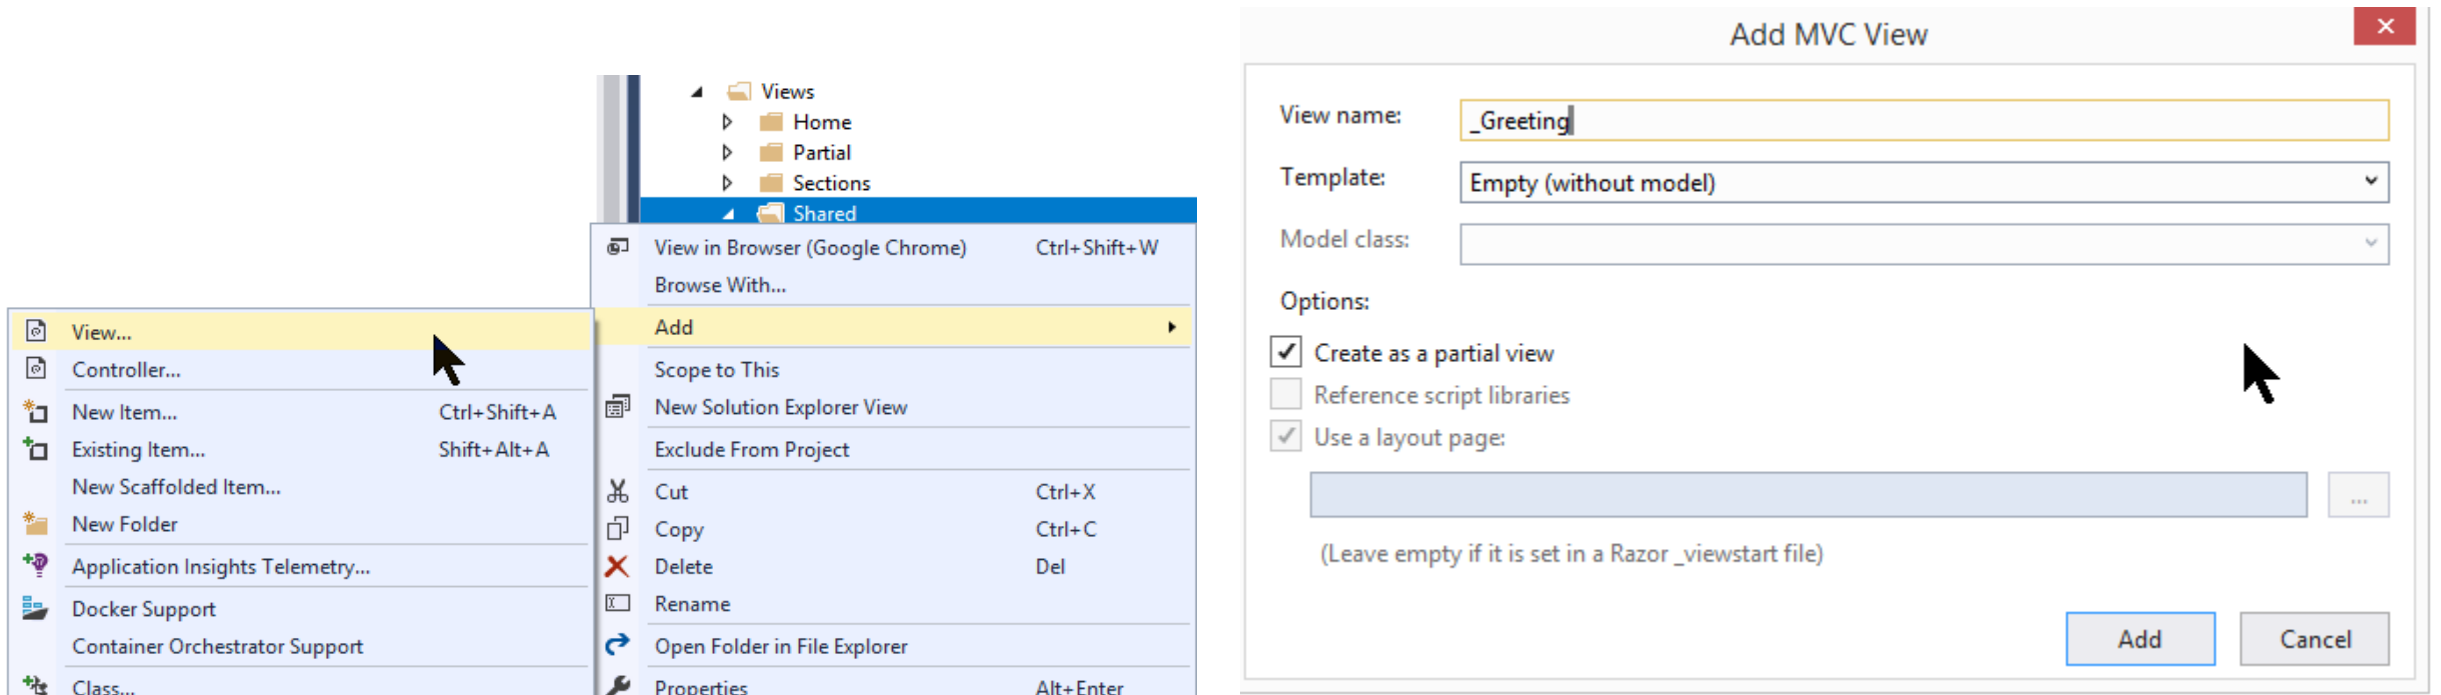 Views
Home
Partial
Sections
Shared
View in Browser (Google Chrome) Ctrl+Shift+W
Browse With...
Add
Scope to This
New Solution Explorer View
Exclude From Project
Cut Ctrl+X
Copy Ctrl+C
Delete Del
Rename
Open Folder in File Explorer
Properties Alt+Enter
View...
Controller...
New Item... Ctrl+Shift+A
Existing Item... Shift+Alt+A
New Scaffolded Item...
New Folder
Application Insights Telemetry...
Docker Support
Container Orchestrator Support
Class...
Add MVC View
View name: _Greeting
Template: Empty (without model)
Model class:
Options:
Create as a partial view
Reference script libraries
Use a layout page:
...
(Leave empty if it is set in a Razor _viewstart file)
Add Cancel